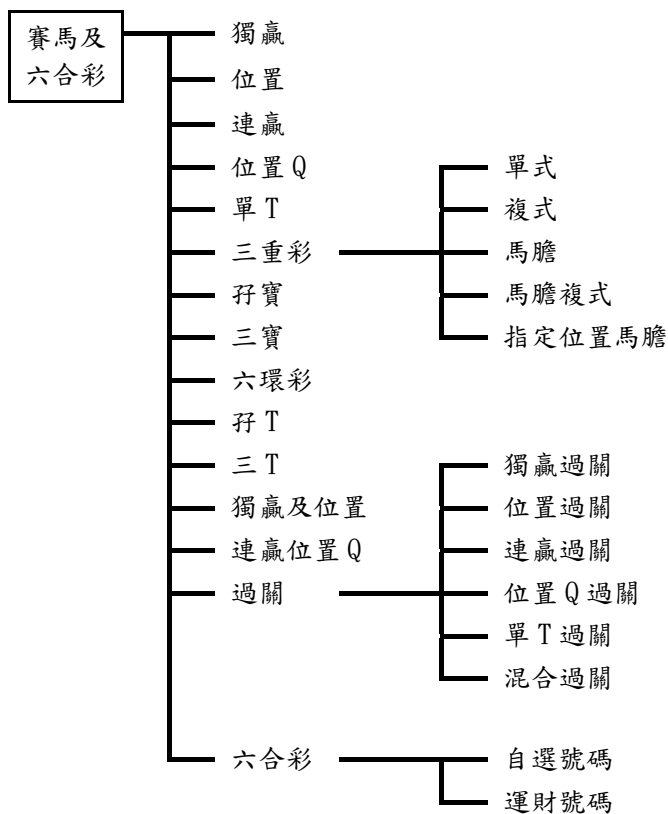 賽馬及
六合彩
獨贏
位置
連贏
位置Q
單T
三重彩
單式
複式
馬膽
馬膽複式
指定位置馬膽
孖寶
三寶
六環彩
孖T
三T
獨贏及位置
連贏位置Q
過關
獨贏過關
位置過關
連贏過關
位置Q過關
單T過關
混合過關
六合彩
自選號碼
運財號碼